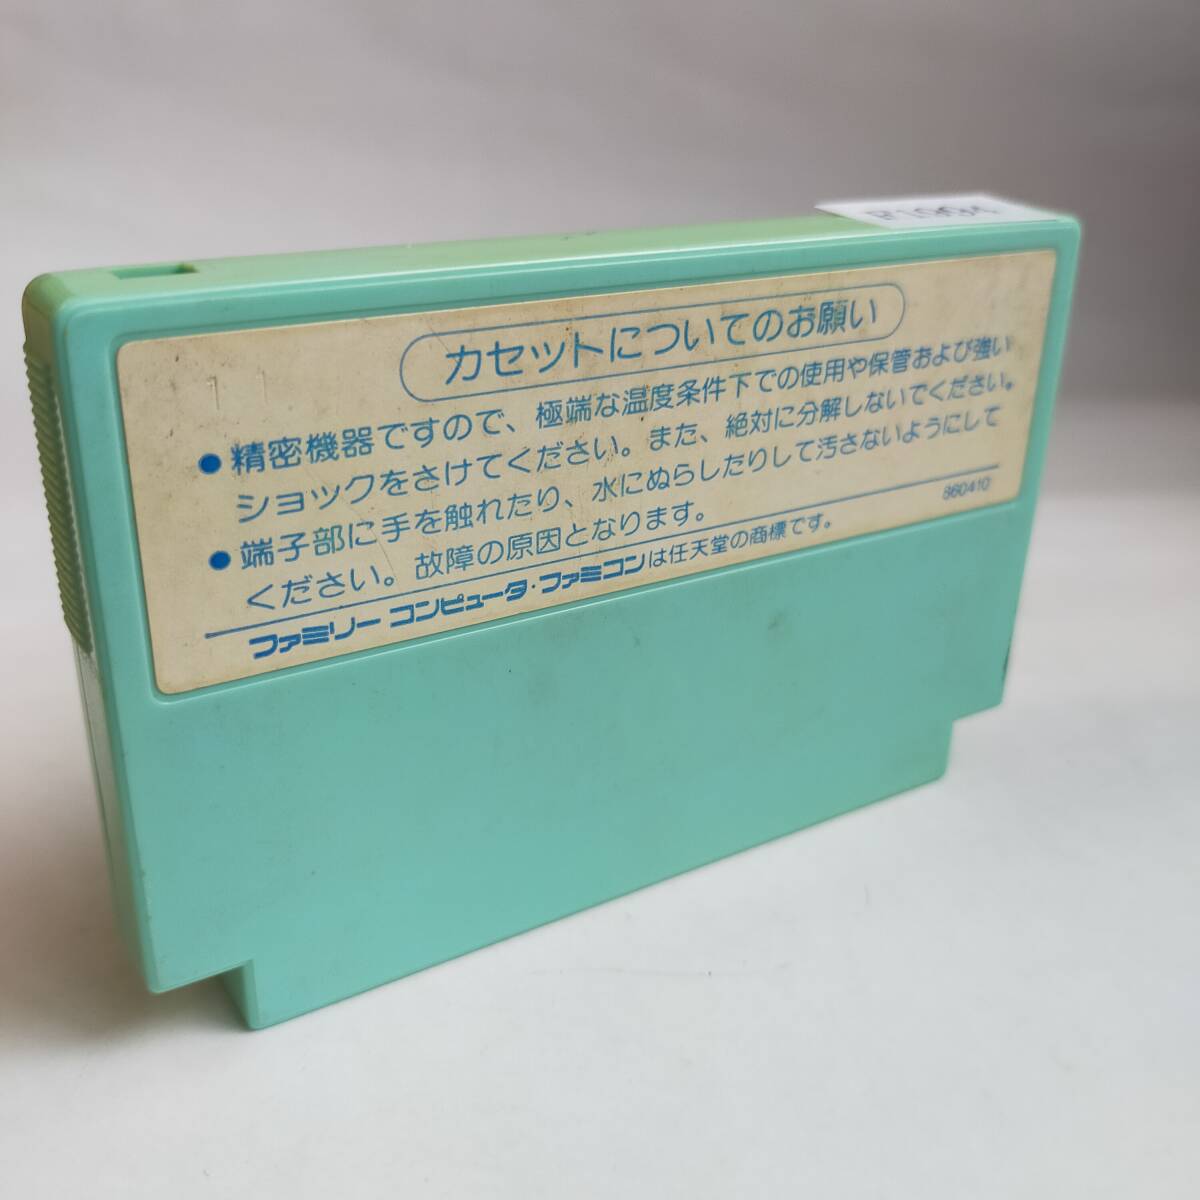 カセットについてのお願い
●精密機器ですので、極端な温度条件下での使用や保管および強い
ショックをさけてください。また、絶対に分解しないでください。
●端子部に手を触れたり、水にぬらしたりして汚さないようにして
ください。故障の原因となります。
860410
ファミリー コンピュータ・ファミコンは任天堂の商標です。